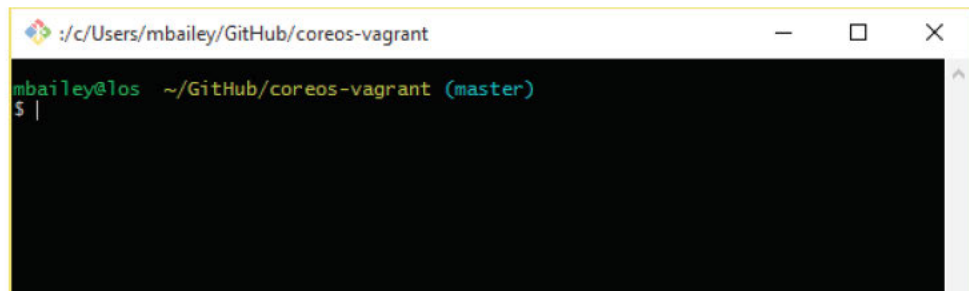 :/c/Users/mbailey/GitHub/coreos-vagrant
mbailey@los ~/GitHub/coreos-vagrant (master)
$